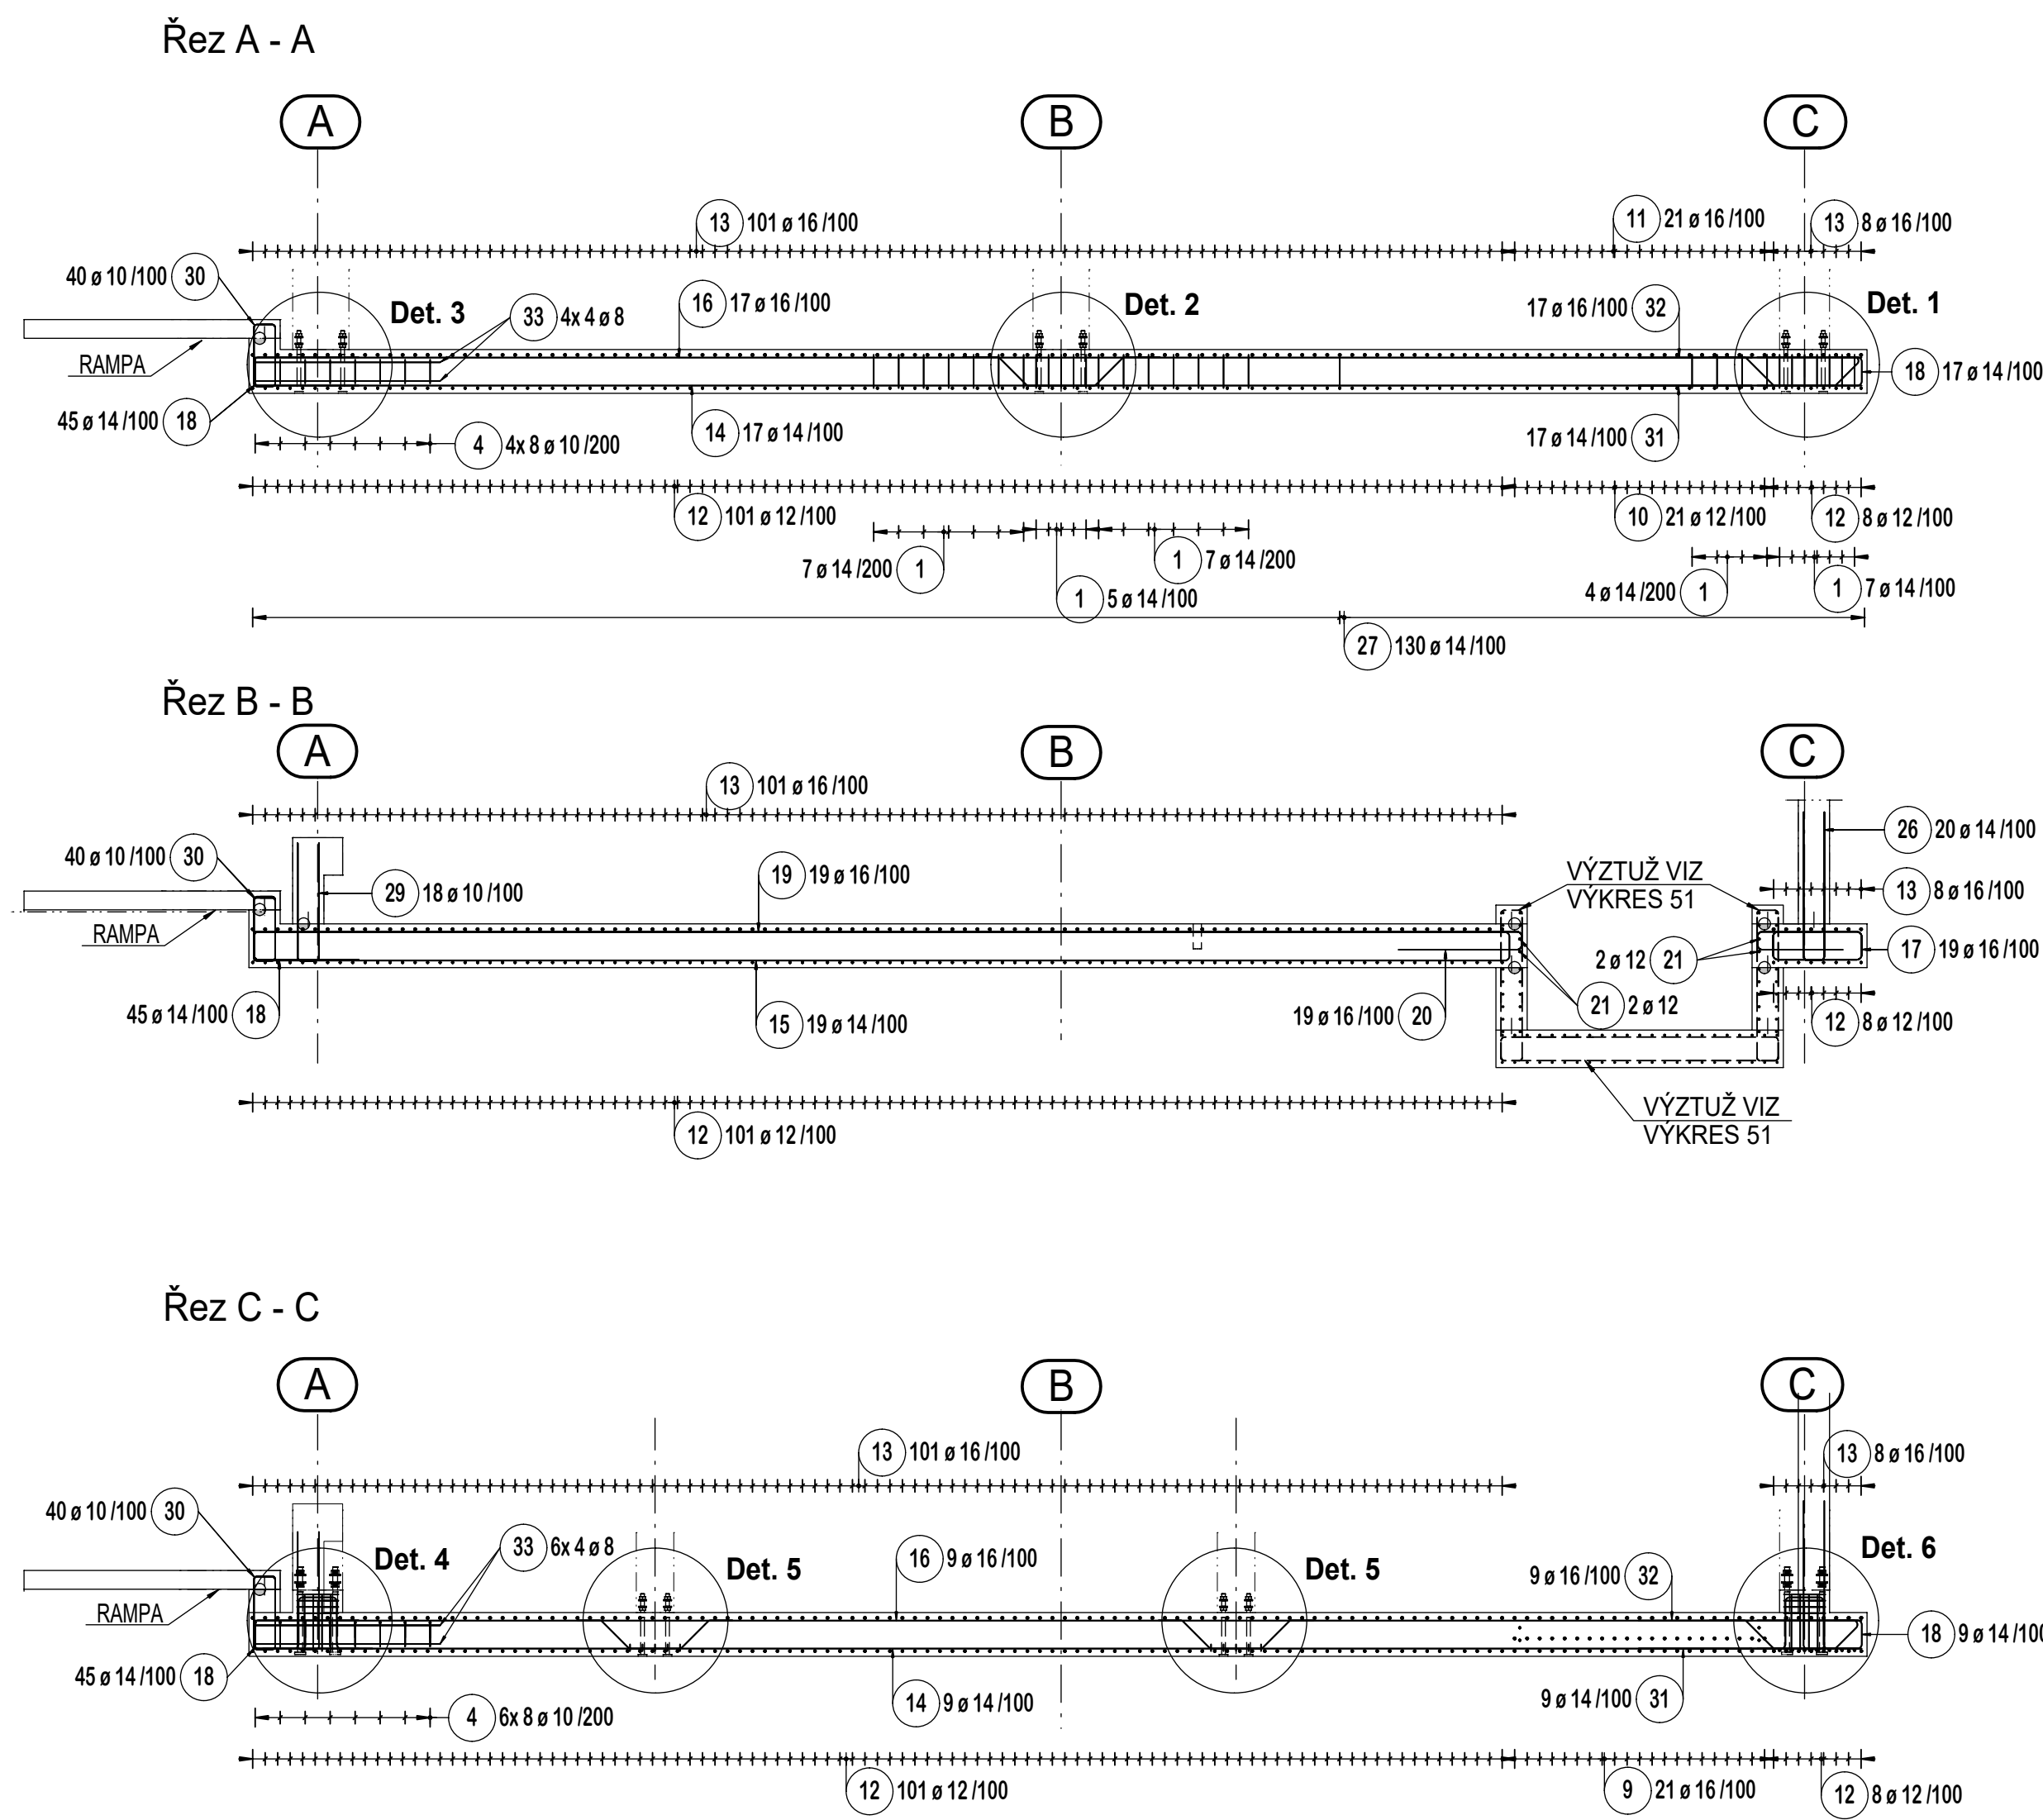 Řez A - A
A
B
C
13 101 ø 16 /100
11 21 ø 16 /100
13 8 ø 16 /100
40 ø 10 /100 30
Det. 3
33 4x 4 ø 8
16 17 ø 16 /100
Det. 2
17 ø 16 /100 32
Det. 1
RAMPA
18 17 ø 14 /100
45 ø 14 /100 18
4 4x 8 ø 10 /200
14 17 ø 14 /100
17 ø 14 /100 31
12 101 ø 12 /100
10 21 ø 12 /100
12 8 ø 12 /100
7 ø 14 /200 1
1 7 ø 14 /200
1 5 ø 14 /100
4 ø 14 /200 1
1 7 ø 14 /100
27 130 ø 14 /100
Řez B - B
A
B
C
13 101 ø 16 /100
26 20 ø 14 /100
40 ø 10 /100 30
29 18 ø 10 /100
19 19 ø 16 /100
VÝZTUŽ VIZ
VÝKRES 51
13 8 ø 16 /100
RAMPA
2 ø 12 21
17 19 ø 16 /100
45 ø 14 /100 18
15 19 ø 14 /100
19 ø 16 /100 20
21 2 ø 12
12 8 ø 12 /100
12 101 ø 12 /100
VÝZTUŽ VIZ
VÝKRES 51
Řez C - C
A
B
C
13 101 ø 16 /100
13 8 ø 16 /100
40 ø 10 /100 30
Det. 4
33 6x 4 ø 8
Det. 5
16 9 ø 16 /100
Det. 5
9 ø 16 /100 32
Det. 6
RAMPA
18 9 ø 14 /100
45 ø 14 /100 18
4 6x 8 ø 10 /200
14 9 ø 14 /100
9 ø 14 /100 31
12 101 ø 12 /100
9 21 ø 16 /100
12 8 ø 12 /100